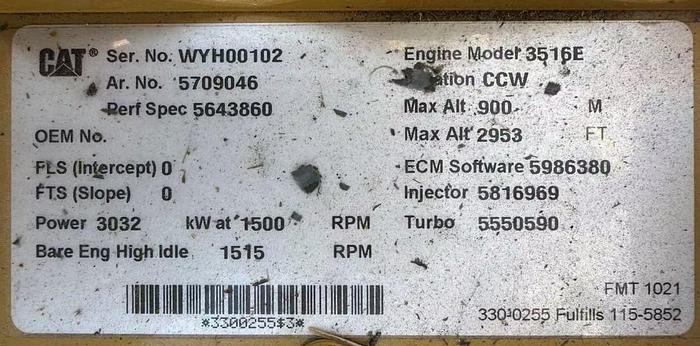 CAT® Ser. No. WYH00102
Ar. No. 5709046
Perf Spec 5643860
OEM No.
FLS (Intercept) 0
FTS (Slope) 0
Power 3032 kW at 1500 RPM
Bare Eng High Idle 1515 RPM
Engine Model 3516E
CCW
Max Alt 900 M
Max Alt 2953 FT
ECM Software 5986380
Injector 5816969
Turbo 5550590
*3300255$3*
FMT 1021
330-0255 Fulfills 115-5852